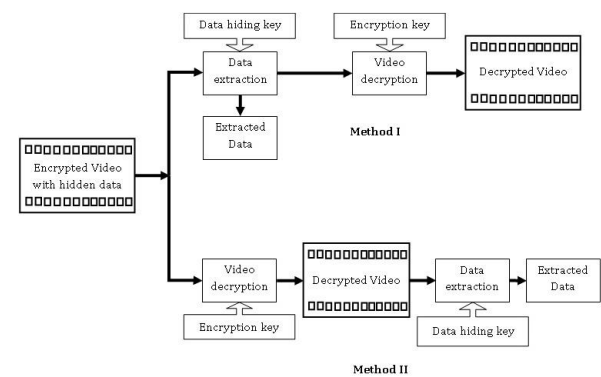 Data hiding key
Encryption key
Data
extraction
Video
decryption
Decrypted Video
Extracted
Data
Method I
Encrypted Video
with hidden data
Video
decryption
Decrypted Video
Data
extraction
Extracted
Data
Encryption key
Data hiding key
Method II